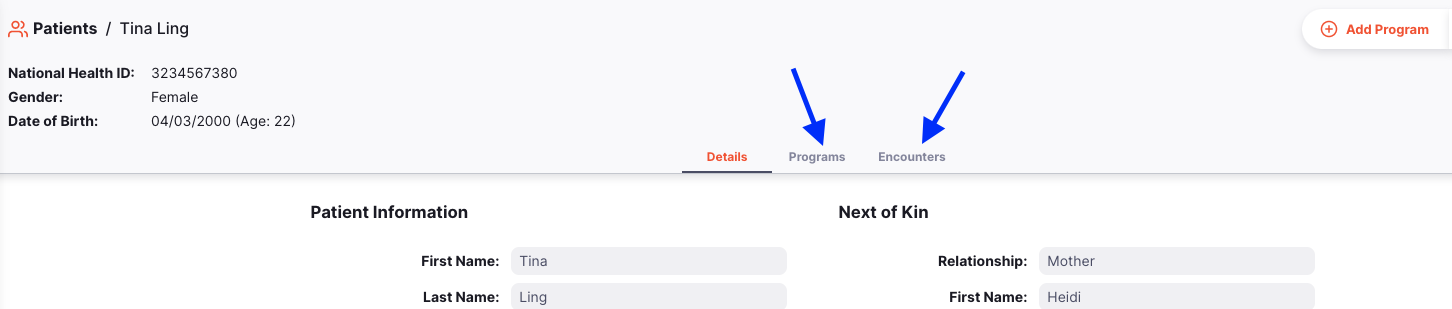 Patients / Tina Ling
Add Program
National Health ID: 3234567380
Gender: Female
Date of Birth: 04/03/2000 (Age: 22)
Details Programs Encounters
Patient Information
First Name: Tina
Last Name: Ling
Next of Kin
Relationship: Mother
First Name: Heidi